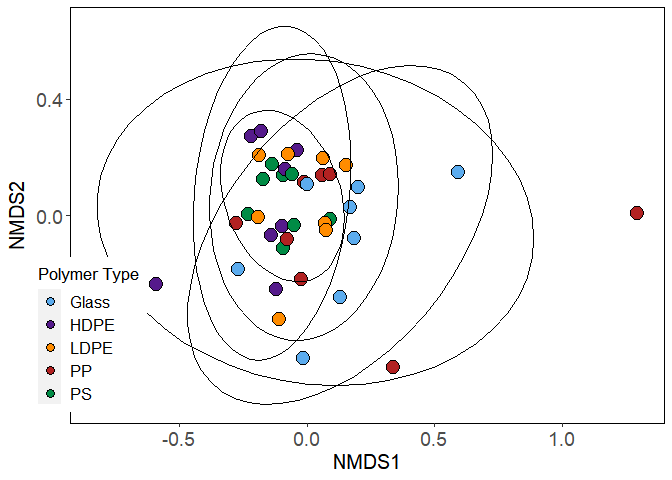 0.4
0.0
NMDS2
Polymer Type
Glass
HDPE
LDPE
PP
PS
-0.5 0.0 0.5 1.0
NMDS1